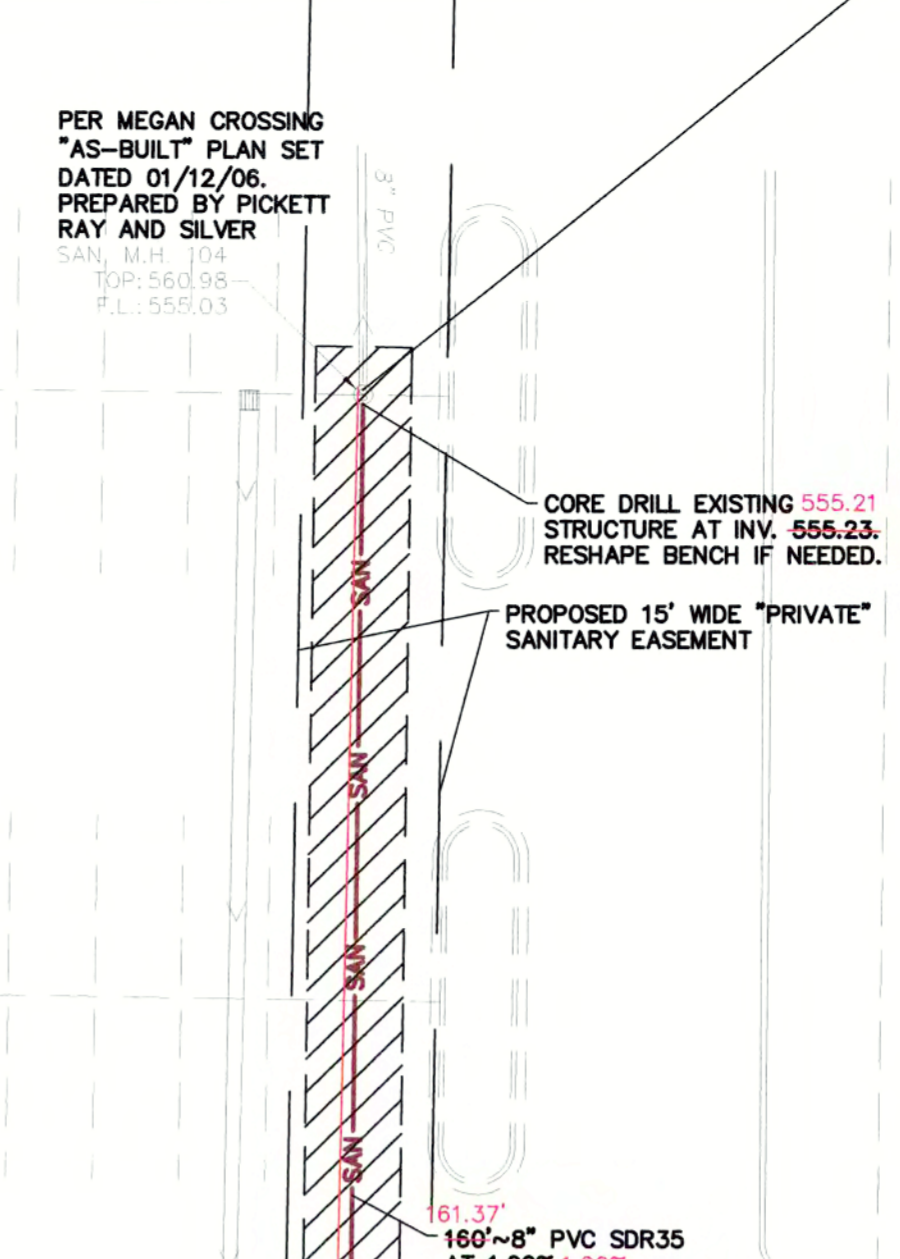 PER MEGAN CROSSING
"AS-BUILT" PLAN SET
DATED 01/12/06.
PREPARED BY PICKETT
RAY AND SILVER
SAN. M.H. 104
TOP: 560.98
F.L.: 555.03
8" PVC
CORE DRILL EXISTING 555.21
STRUCTURE AT INV. 555.23.
RESHAPE BENCH IF NEEDED.
SAN
PROPOSED 15' WIDE "PRIVATE"
SANITARY EASEMENT
SAN
SAN
SAN
161.37'
160'~8" PVC SDR35
AT